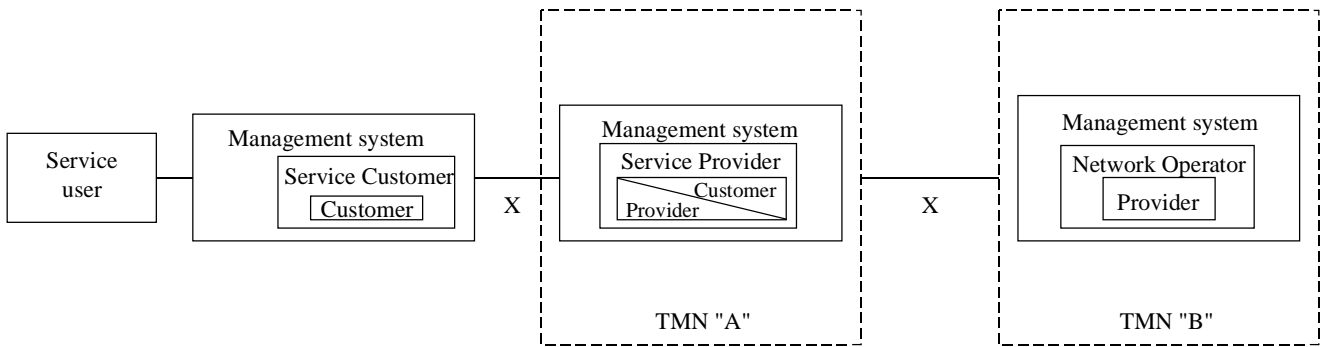 Service
user
Management system
Service Customer
Customer
X
Management system
Service Provider
Customer
Provider
TMN "A"
X
Management system
Network Operator
Provider
TMN "B"